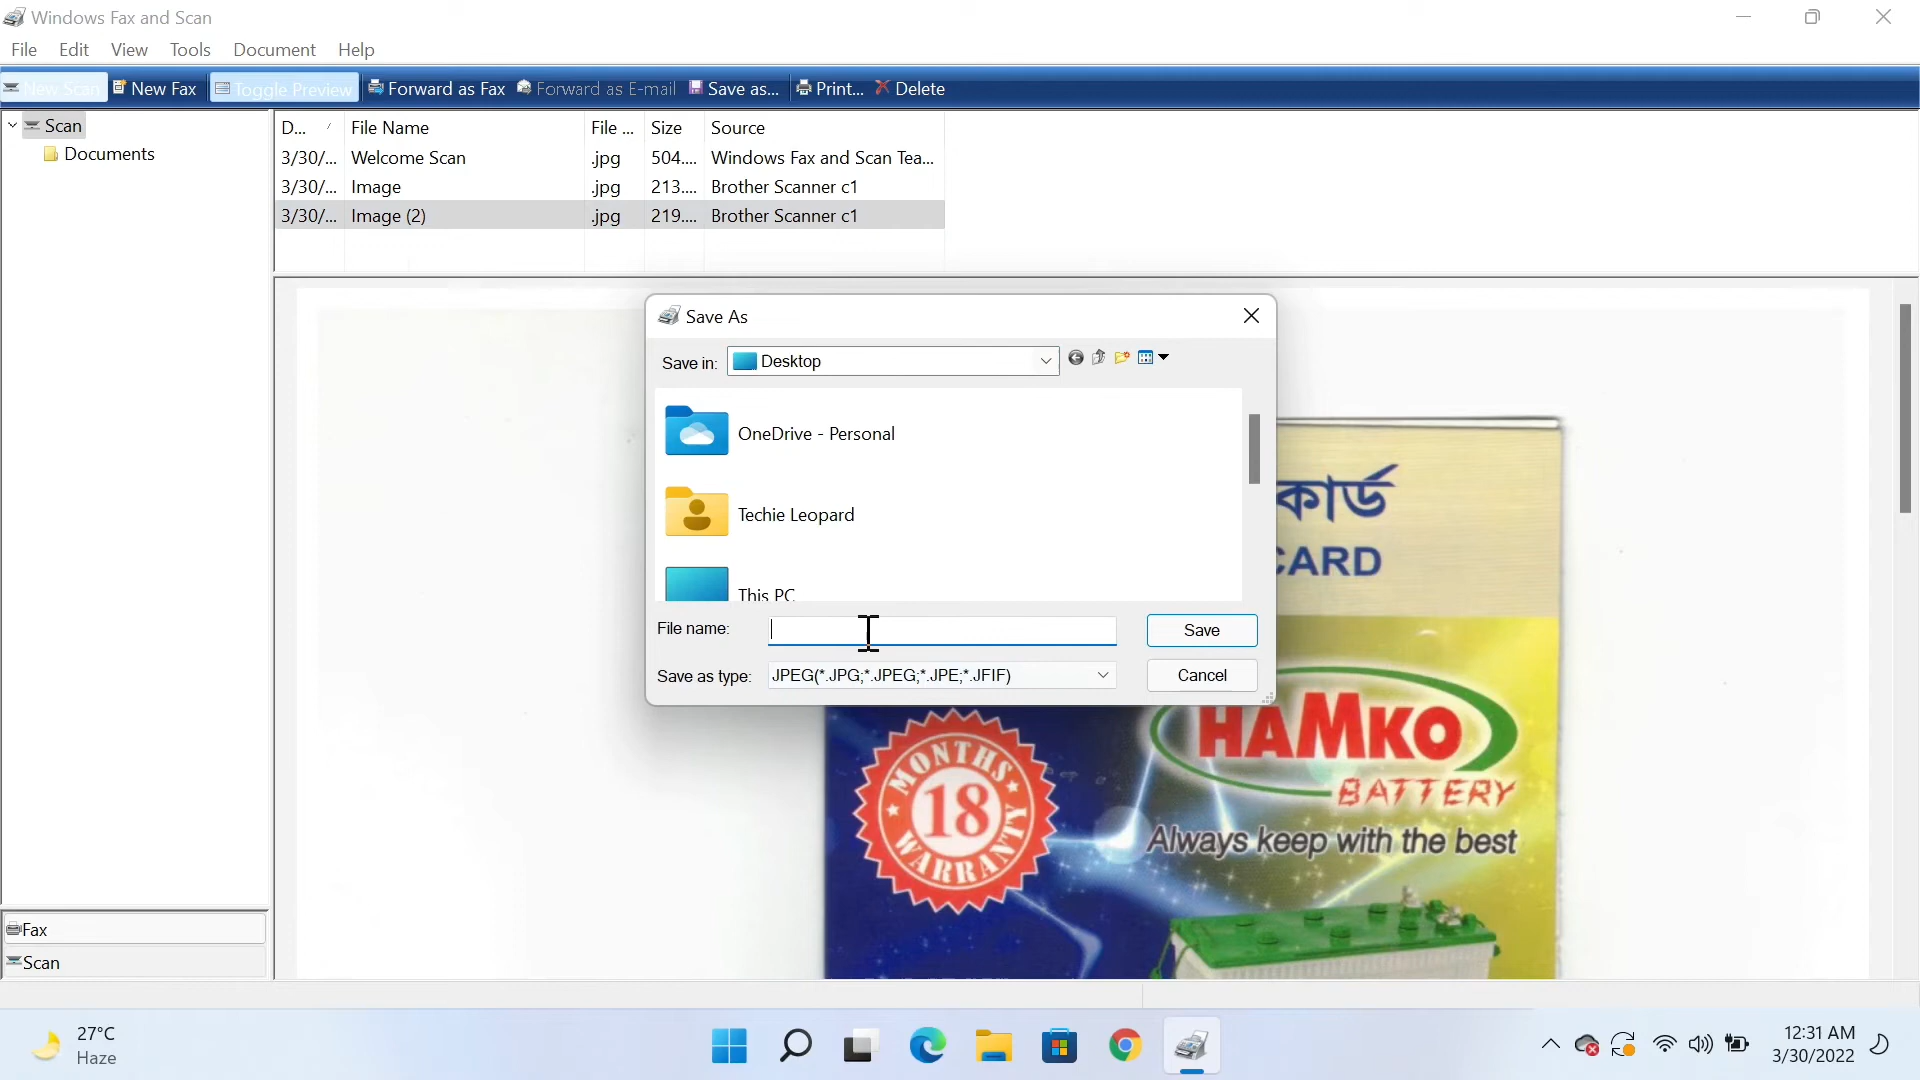 Windows Fax and Scan
File Edit View Tools Document Help
New Scan New Fax Toggle Preview Forward as Fax Forward as E-mail Save as... Print... Delete
Scan
Documents
D... File Name File ... Size Source
3/30/... Welcome Scan .jpg 504.... Windows Fax and Scan Tea...
3/30/... Image .jpg 213.... Brother Scanner c1
3/30/... Image (2) .jpg 219.... Brother Scanner c1
Save As
Save in: Desktop
OneDrive - Personal
Techie Leopard
This PC
File name:
Save
Save as type: JPEG(*.JPG;*.JPEG;*.JPE;*.JFIF)
Cancel
কার্ড
CARD
MONTHS
18
WARRANTY
HAMKO
BATTERY
Always keep with the best
Fax
Scan
27°C
Haze
12:31 AM
3/30/2022